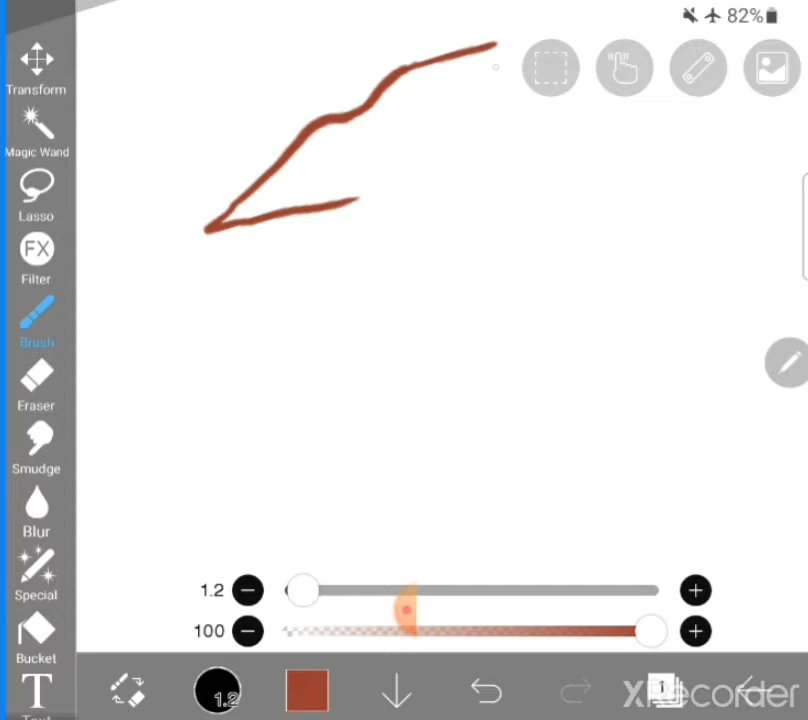 82%
Transform
Magic Wand
Lasso
FX
Filter
Brush
Eraser
Smudge
Blur
Special
1.2
100
Bucket
T
1.2
1
XRecorder